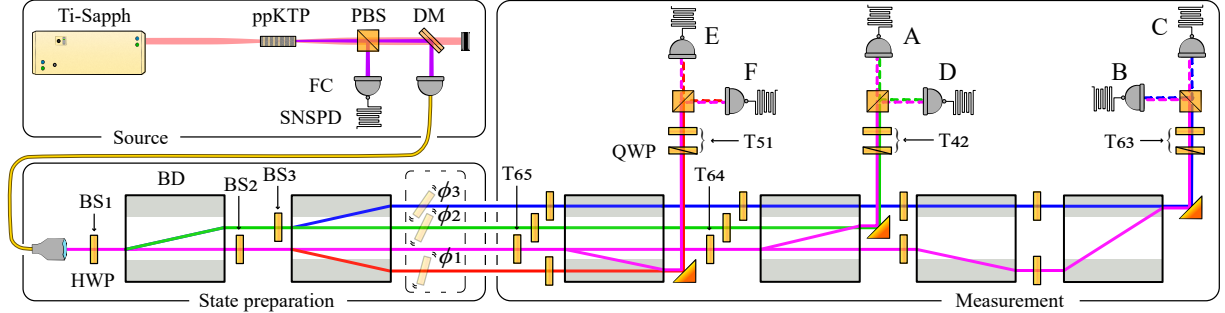 Ti-Sapph
ppKTP
PBS
DM
FC
SNSPD
Source
E
F
A
D
C
B
QWP
T51
T42
T63
BS1
BD
BS2
BS3
ϕ3
ϕ2
ϕ1
HWP
State preparation
T65
T64
Measurement